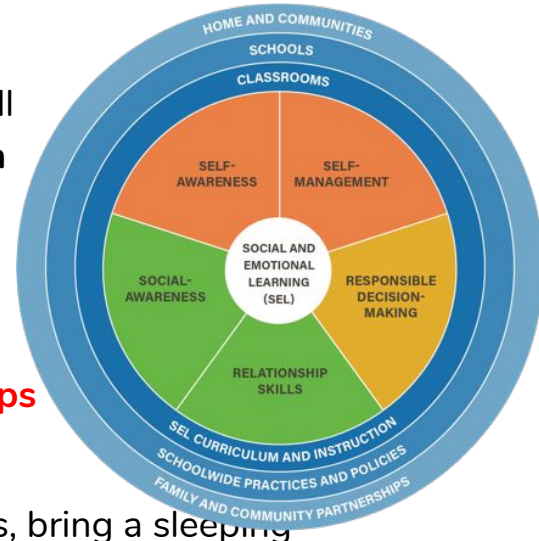 HOME AND COMMUNITIES
SCHOOLS
CLASSROOMS
SELF-
AWARENESS
SELF-
MANAGEMENT
SOCIAL-
AWARENESS
SOCIAL AND
EMOTIONAL
LEARNING
(SEL)
RESPONSIBLE
DECISION-
MAKING
RELATIONSHIP
SKILLS
SEL CURRICULUM AND INSTRUCTION
SCHOOLWIDE PRACTICES AND POLICIES
FAMILY AND COMMUNITY PARTNERSHIPS
bring a sleeping